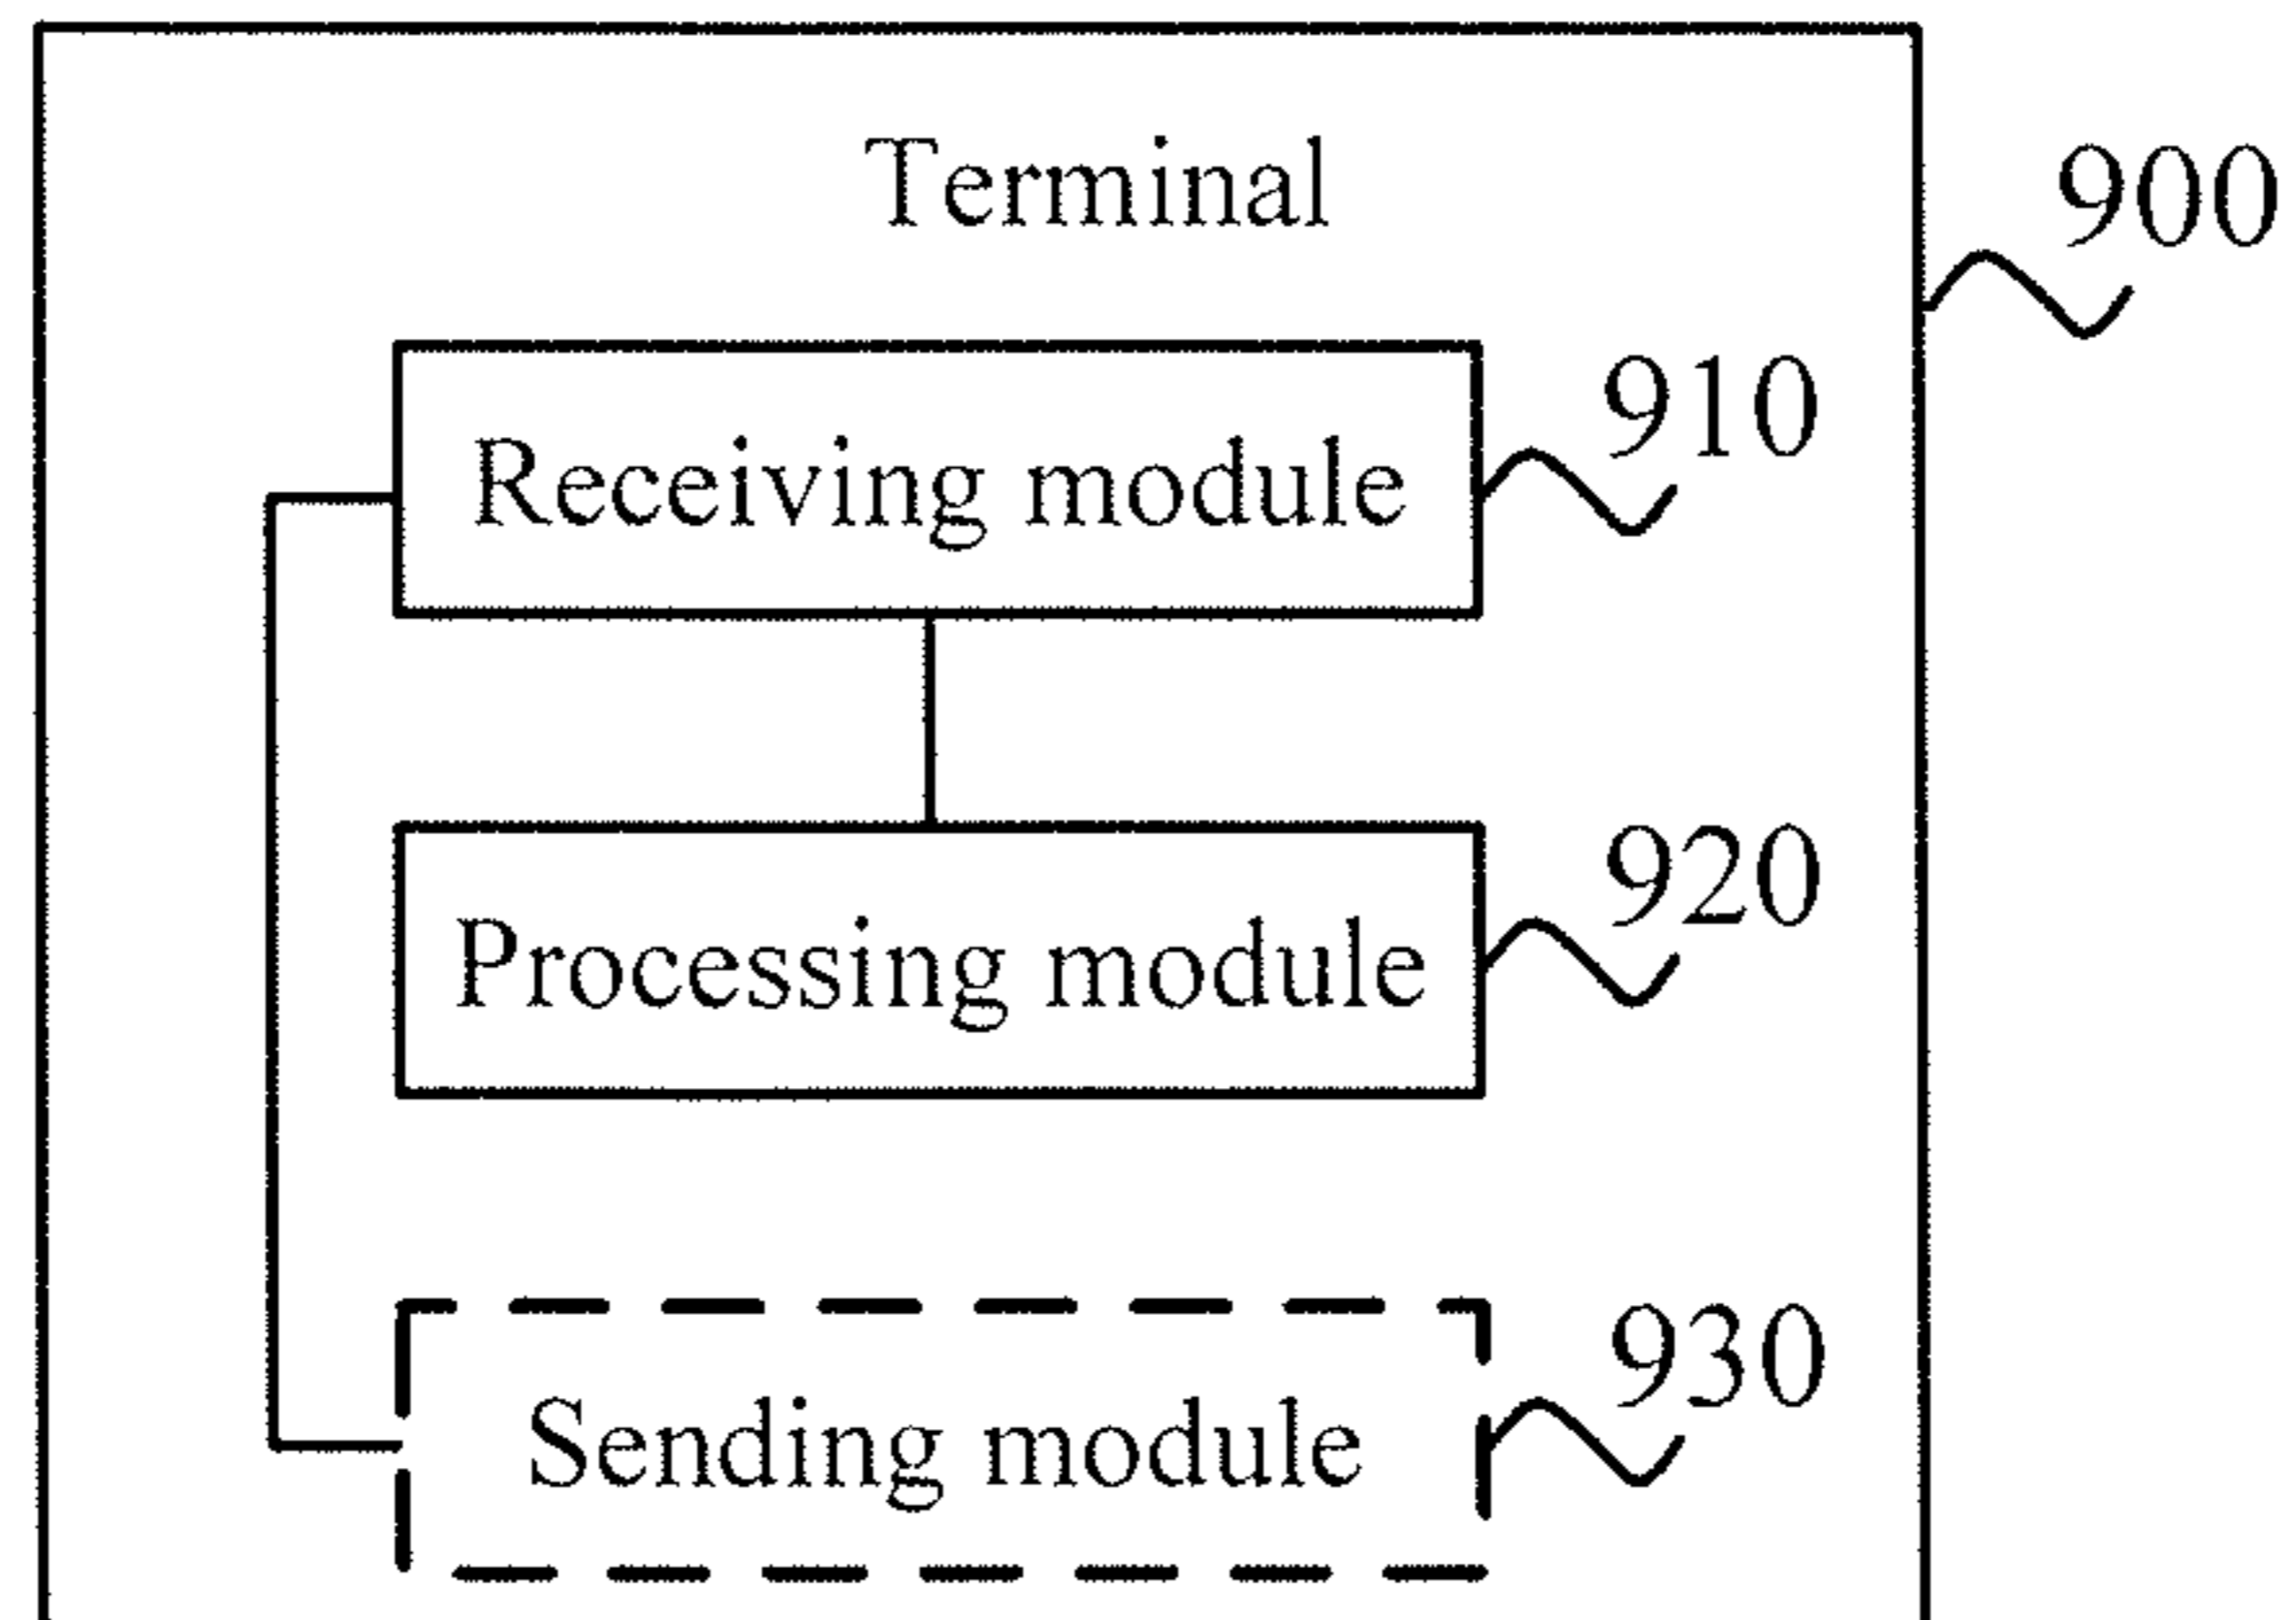 Terminal
900
Receiving module
910
Processing module
920
Sending module
930